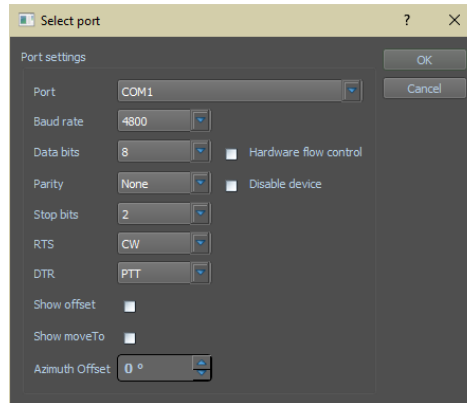 Select port
?
Port settings
OK
Cancel
Port COM1
Baud rate 4800
Data bits 8 Hardware flow control
Parity None Disable device
Stop bits 2
RTS CW
DTR PTT
Show offset
Show moveTo
Azimuth Offset 0 °